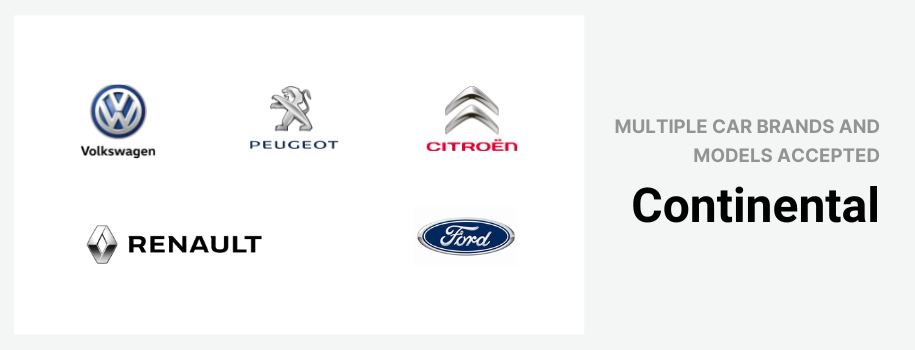 Volkswagen
PEUGEOT
CITROËN
RENAULT
Ford
MULTIPLE CAR BRANDS AND
MODELS ACCEPTED
Continental